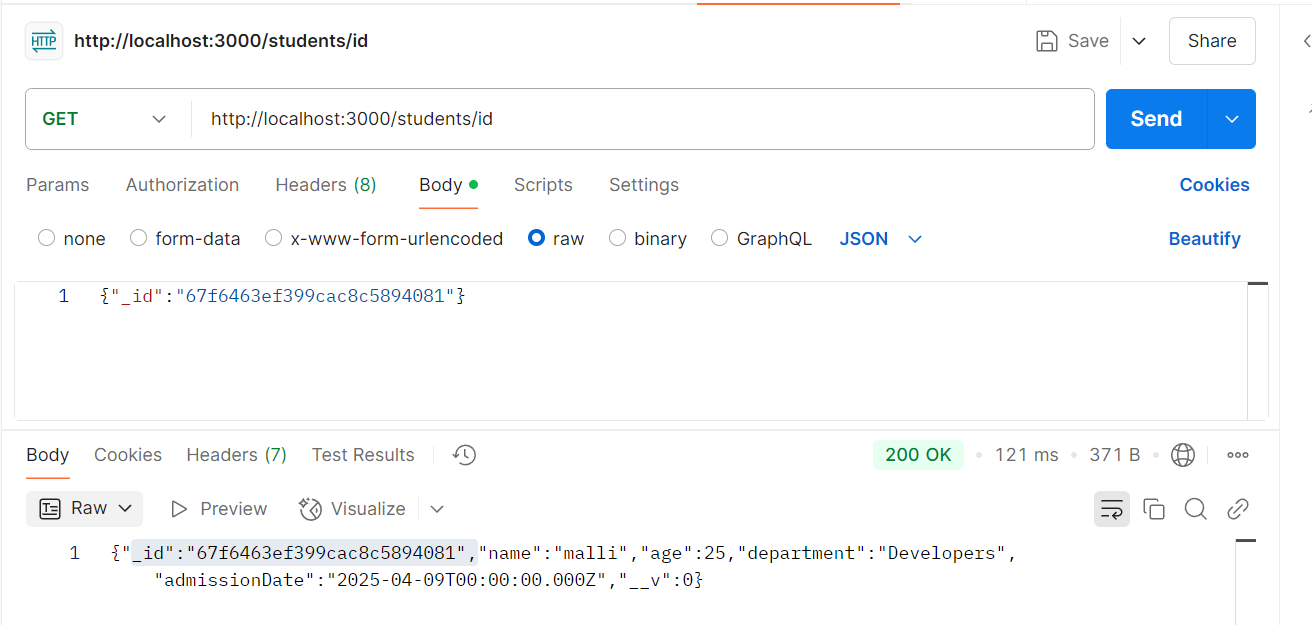 HTTP http://localhost:3000/students/id Save Share
GET http://localhost:3000/students/id Send
Params Authorization Headers (8) Body Scripts Settings Cookies
none form-data x-www-form-urlencoded raw binary GraphQL JSON Beautify
1 {"_id":"67f6463ef399cac8c5894081"}
Body Cookies Headers (7) Test Results 200 OK • 121 ms • 371 B •
Raw Preview Visualize
1 {"_id":"67f6463ef399cac8c5894081","name":"malli","age":25,"department":"Developers",
"admissionDate":"2025-04-09T00:00:00.000Z","__v":0}